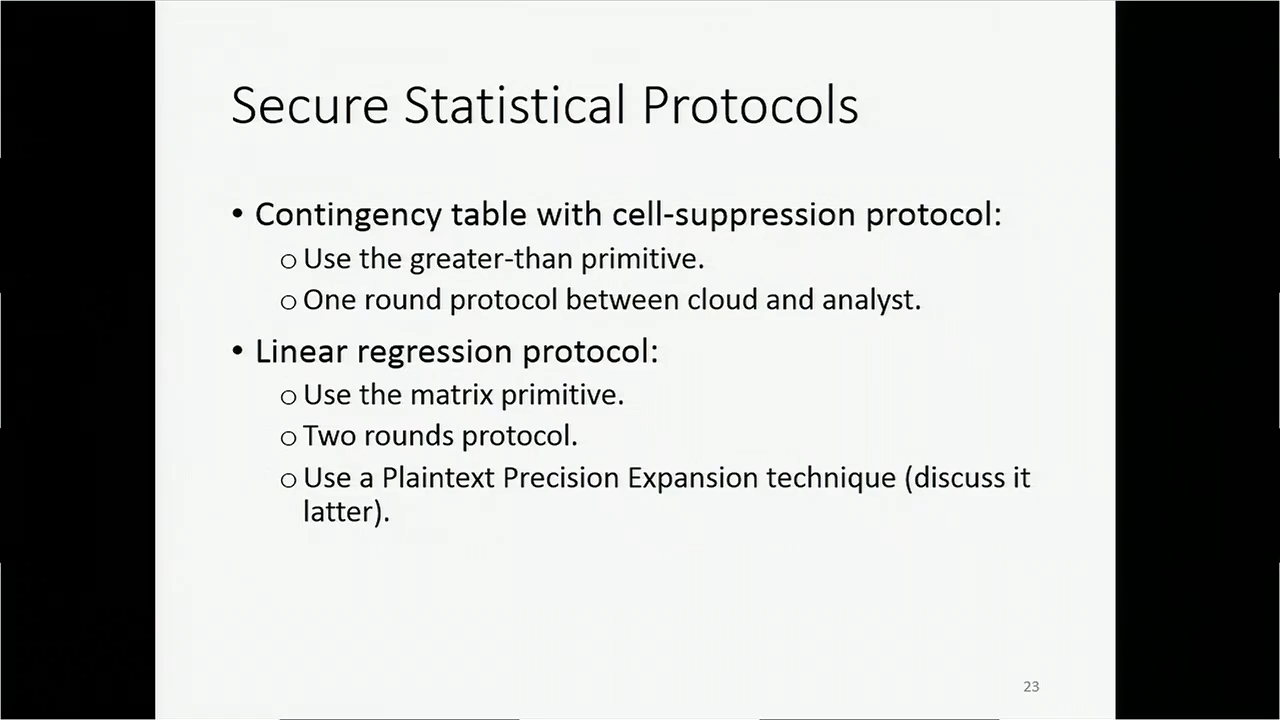 Secure Statistical Protocols
• Contingency table with cell-suppression protocol:
o Use the greater-than primitive.
o One round protocol between cloud and analyst.
• Linear regression protocol:
o Use the matrix primitive.
o Two rounds protocol.
o Use a Plaintext Precision Expansion technique (discuss it
latter).
23